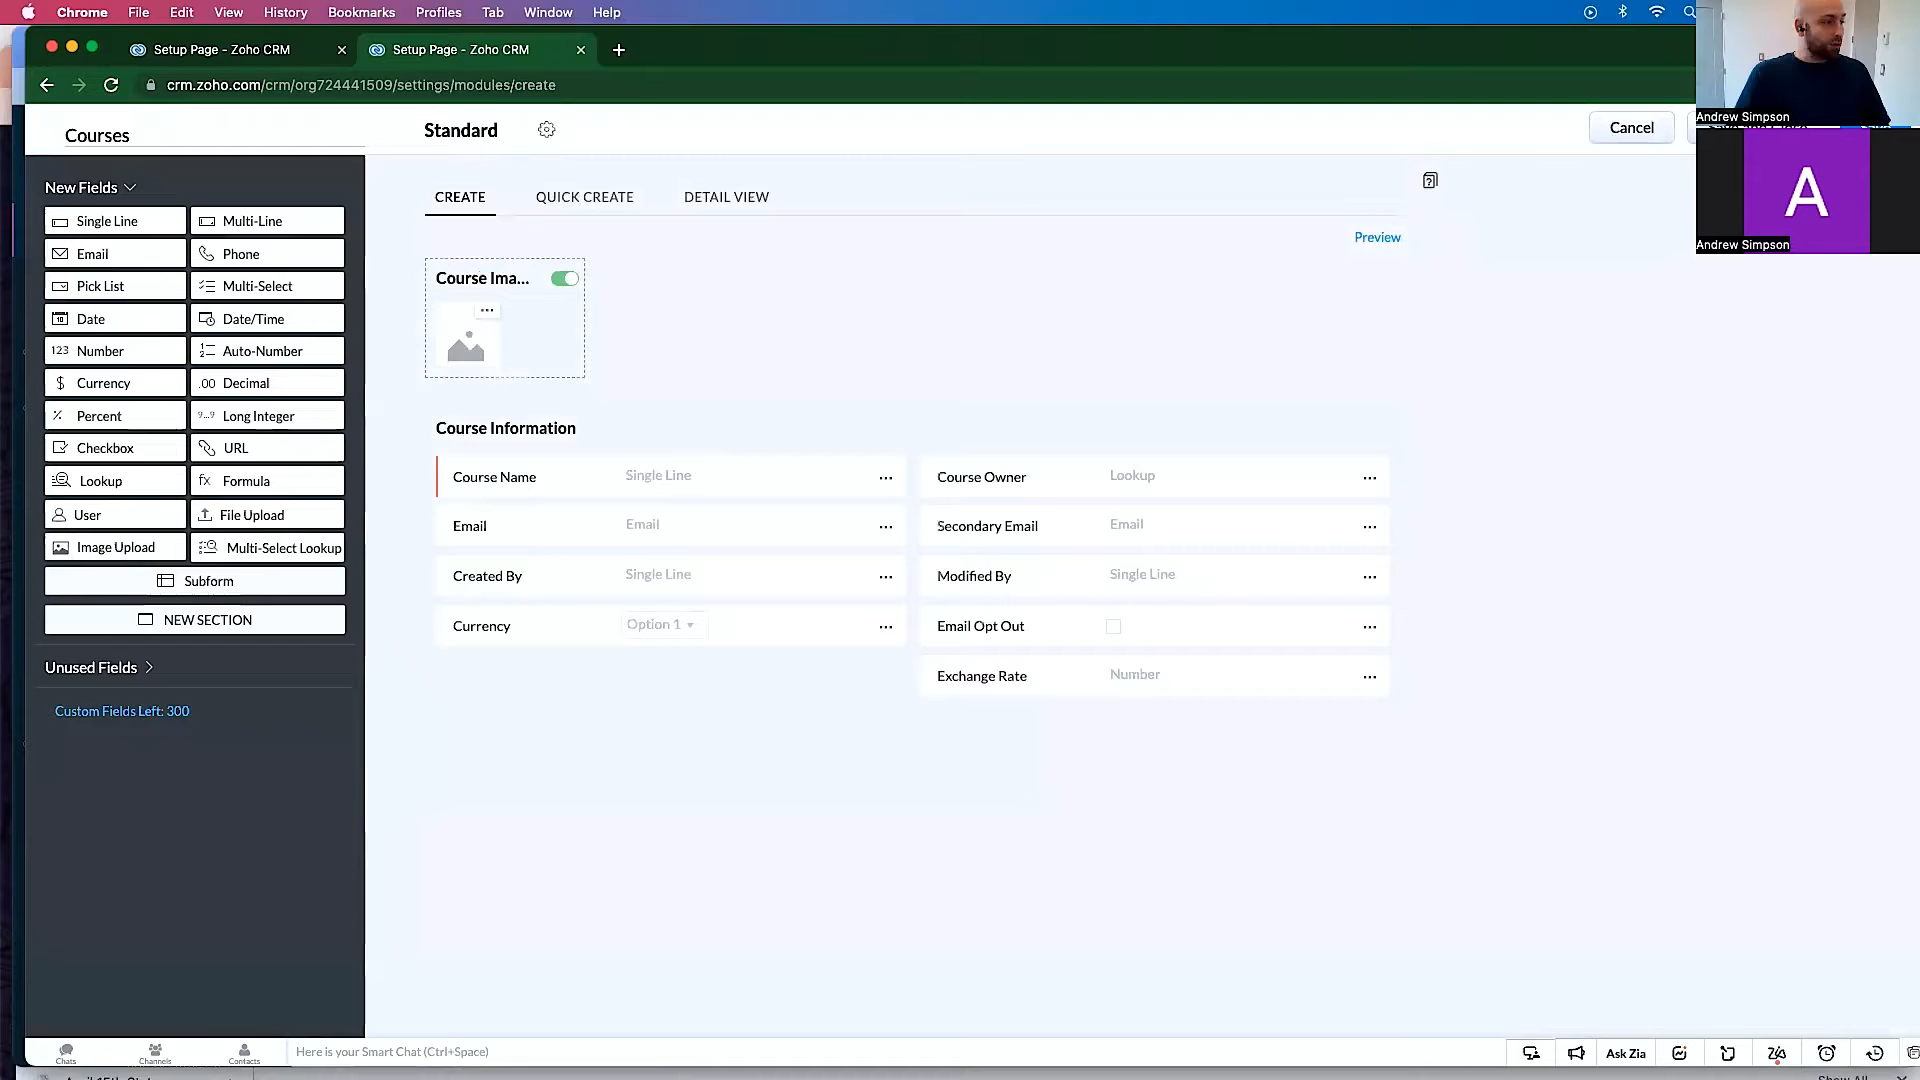 Chrome File Edit View History Bookmarks Profiles Tab Window Help
Setup Page - Zoho CRM
Setup Page - Zoho CRM
crm.zoho.com/crm/org724441509/settings/modules/create
Andrew Simpson
Andrew Simpson
A
Courses
Standard
Cancel
New Fields
Single Line
Multi-Line
Email
Phone
Pick List
Multi-Select
Date
Date/Time
123 Number
Auto-Number
$ Currency
.00 Decimal
Percent
9...9 Long Integer
Checkbox
URL
Lookup
fx Formula
User
File Upload
Image Upload
Multi-Select Lookup
Subform
NEW SECTION
Unused Fields
Custom Fields Left: 300
CREATE
QUICK CREATE
DETAIL VIEW
Preview
Course Ima...
Course Information
Course Name Single Line
Course Owner Lookup
Email Email
Secondary Email Email
Created By Single Line
Modified By Single Line
Currency Option 1
Email Opt Out
Exchange Rate Number
Chats
Channels
Contacts
Here is your Smart Chat (Ctrl+Space)
Ask Zia